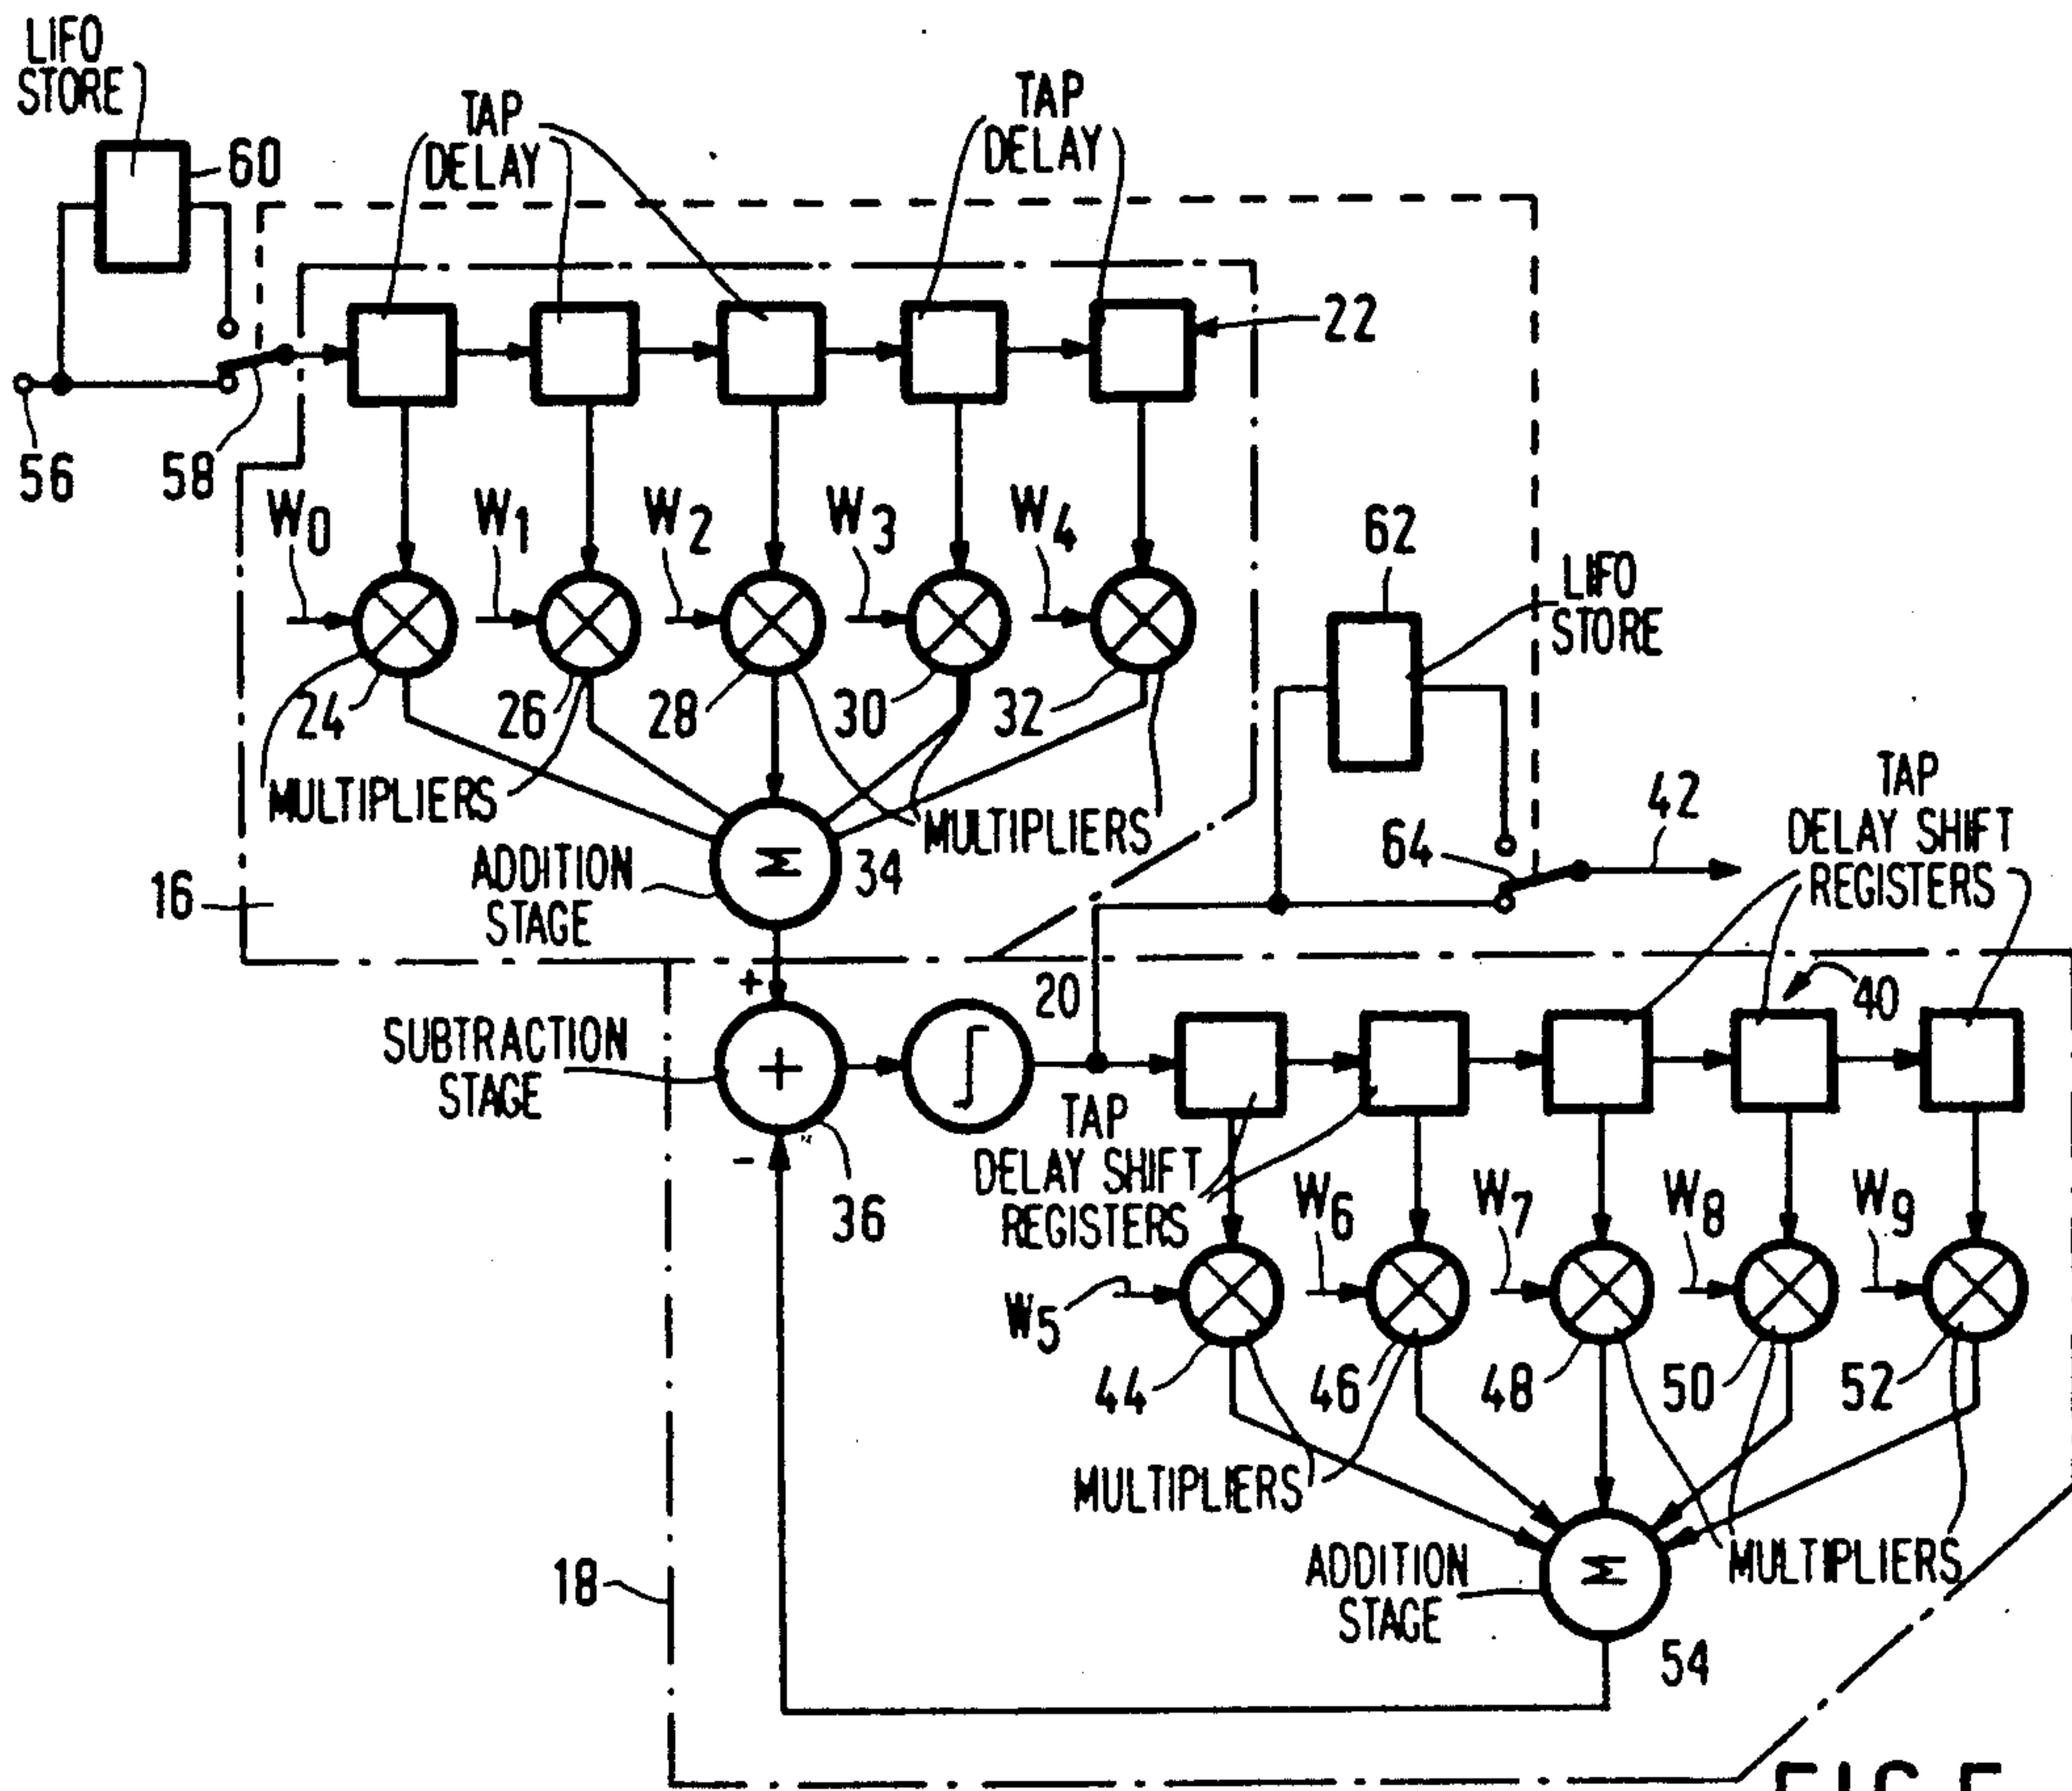 LIFO
STORE
60
TAP
DELAY
TAP
DELAY
22
56
58
W0
W1
W2
W3
W4
62
LIFO
STORE
24
26
28
30
32
MULTIPLIERS
MULTIPLIERS
ADDITION
STAGE
34
16
64
42
TAP
DELAY SHIFT
REGISTERS
+
20
40
SUBTRACTION
STAGE
+
∫
-
36
TAP
DELAY SHIFT
REGISTERS
W5
W6
W7
W8
W9
44
46
48
50
52
MULTIPLIERS
MULTIPLIERS
ADDITION
STAGE
Σ
Σ
54
18